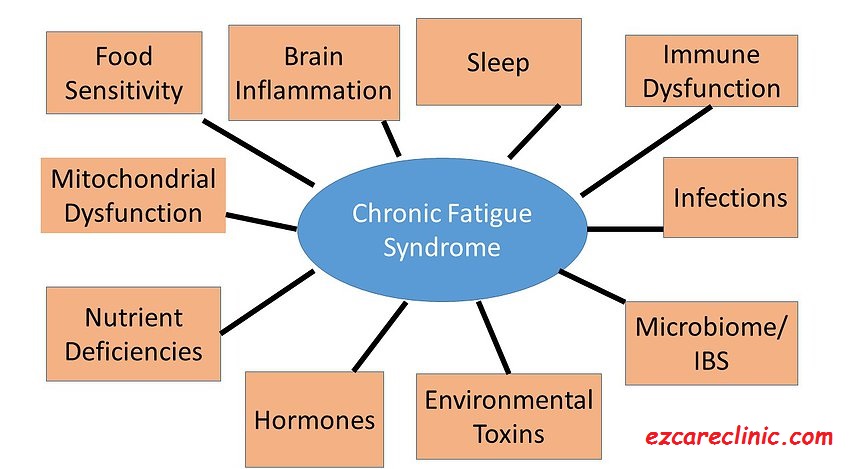 Food
Sensitivity
Brain
Inflammation
Sleep
Immune
Dysfunction
Mitochondrial
Dysfunction
Chronic Fatigue
Syndrome
Infections
Nutrient
Deficiencies
Microbiome/
IBS
Hormones
Environmental
Toxins
ezcareclinic.com